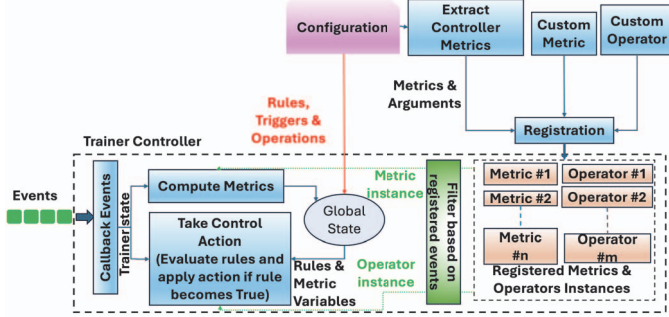 Configuration
Extract
Controller
Metrics
Custom
Metric
Custom
Operator
Metrics &
Arguments
Rules,
Triggers &
Operations
Registration
Trainer Controller
Events
Callback Events
Trainer state
Compute Metrics
Metric
instance
Global
State
Take Control
Action
(Evaluate rules and
apply action if rule
becomes True)
Rules &
Metric
Variables
Operator
instance
Filter based on
registered events
Metric #1
Operator #1
Metric #2
Operator #2
Metric
#n
Operator
#m
Registered Metrics &
Operators Instances